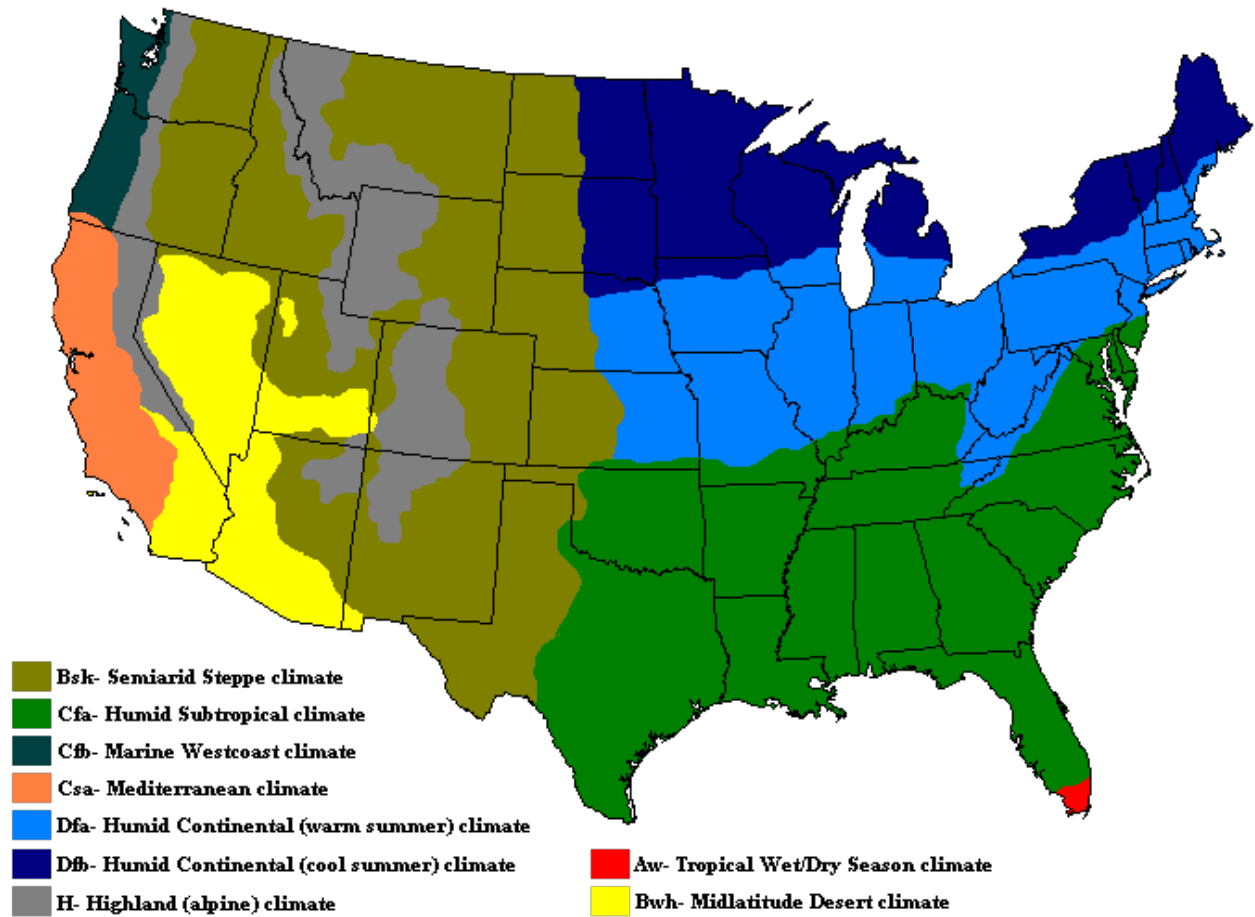 Bsk- Semiarid Steppe climate
Cfa- Humid Subtropical climate
Cfb- Marine Westcoast climate
Csa- Mediterranean climate
Dfa- Humid Continental (warm summer) climate
Dfb- Humid Continental (cool summer) climate
H- Highland (alpine) climate
Aw- Tropical Wet/Dry Season climate
Bwh- Midlatitude Desert climate